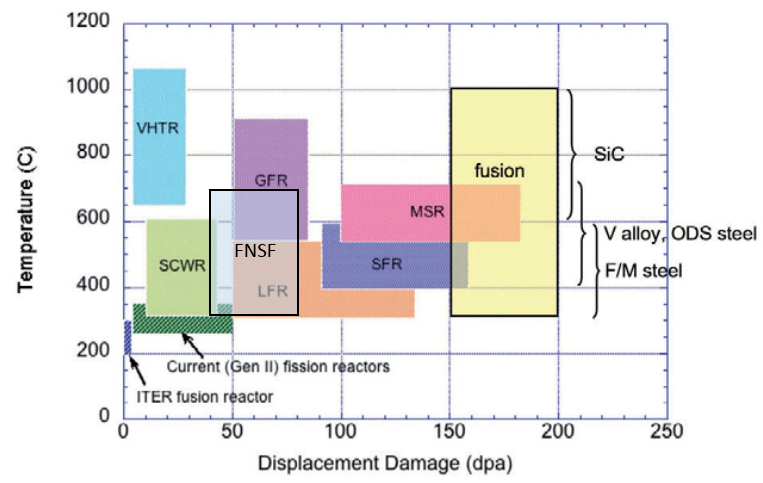 1200
1000
800
600
400
200
0
Temperature (C)
VHTR
GFR
fusion
SiC
MSR
V alloy, ODS steel
FNSF
SCWR
SFR
F/M steel
LFR
Current (Gen II) fission reactors
ITER fusion reactor
0 50 100 150 200 250
Displacement Damage (dpa)